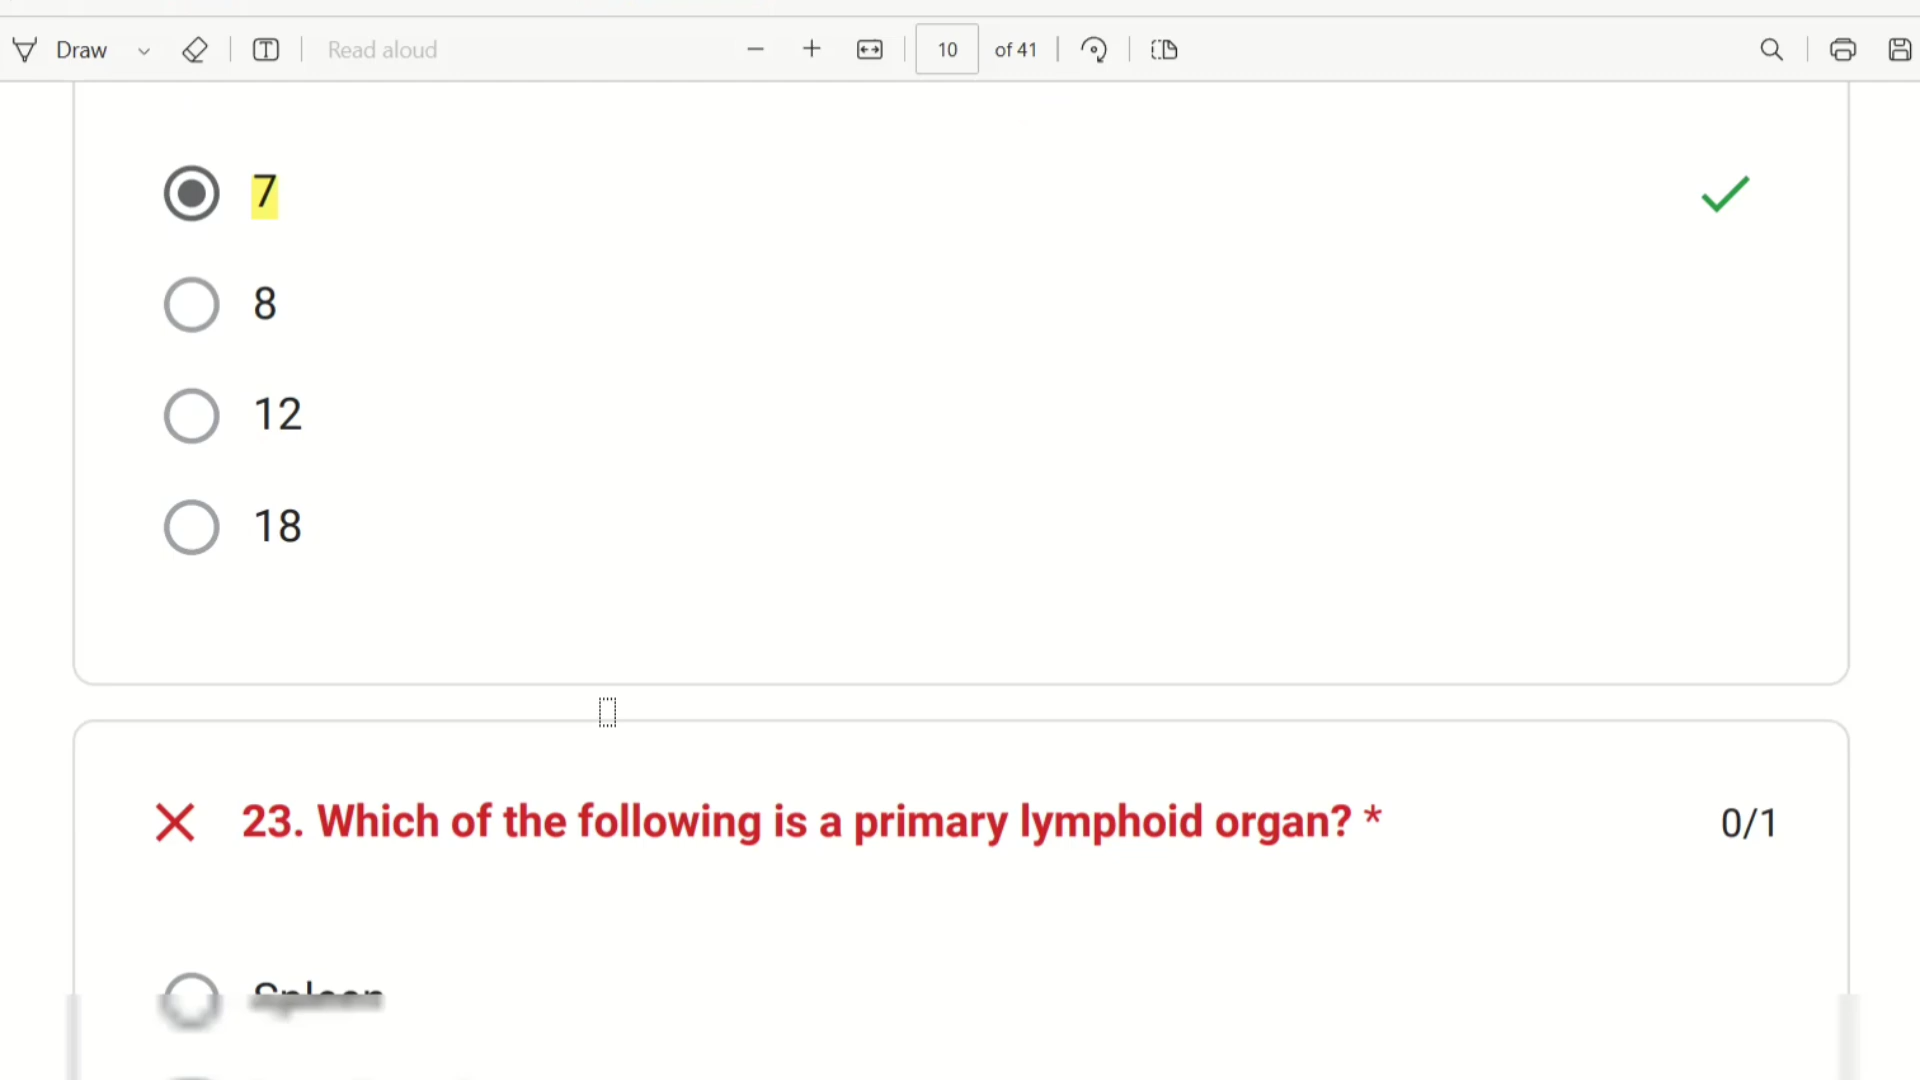 Draw
Read aloud
10 of 41
7
8
12
18
23. Which of the following is a primary lymphoid organ? *
0/1
Spleen